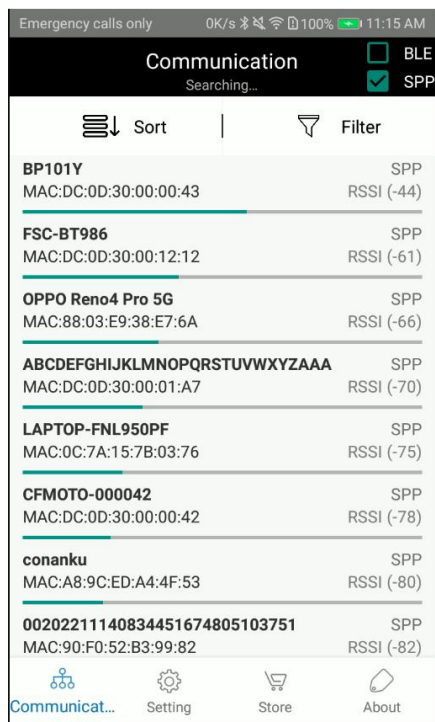 Emergency calls only 0K/s 100% 11:15 AM
Communication BLE
Searching... SPP
Sort Filter
BP101Y SPP
MAC:DC:0D:30:00:00:43 RSSI (-44)
FSC-BT986 SPP
MAC:DC:0D:30:00:12:12 RSSI (-61)
OPPO Reno4 Pro 5G SPP
MAC:88:03:E9:38:E7:6A RSSI (-66)
ABCDEFGHIJKLMNOPQRSTUVWXYZAAA SPP
MAC:DC:0D:30:00:01:A7 RSSI (-70)
LAPTOP-FNL950PF SPP
MAC:0C:7A:15:7B:03:76 RSSI (-75)
CFMOTO-000042 SPP
MAC:DC:0D:30:00:00:42 RSSI (-78)
conanku SPP
MAC:A8:9C:ED:A4:4F:53 RSSI (-80)
00202211140834451674805103751 SPP
MAC:90:F0:52:B3:99:82 RSSI (-82)
Communicat... Setting Store About